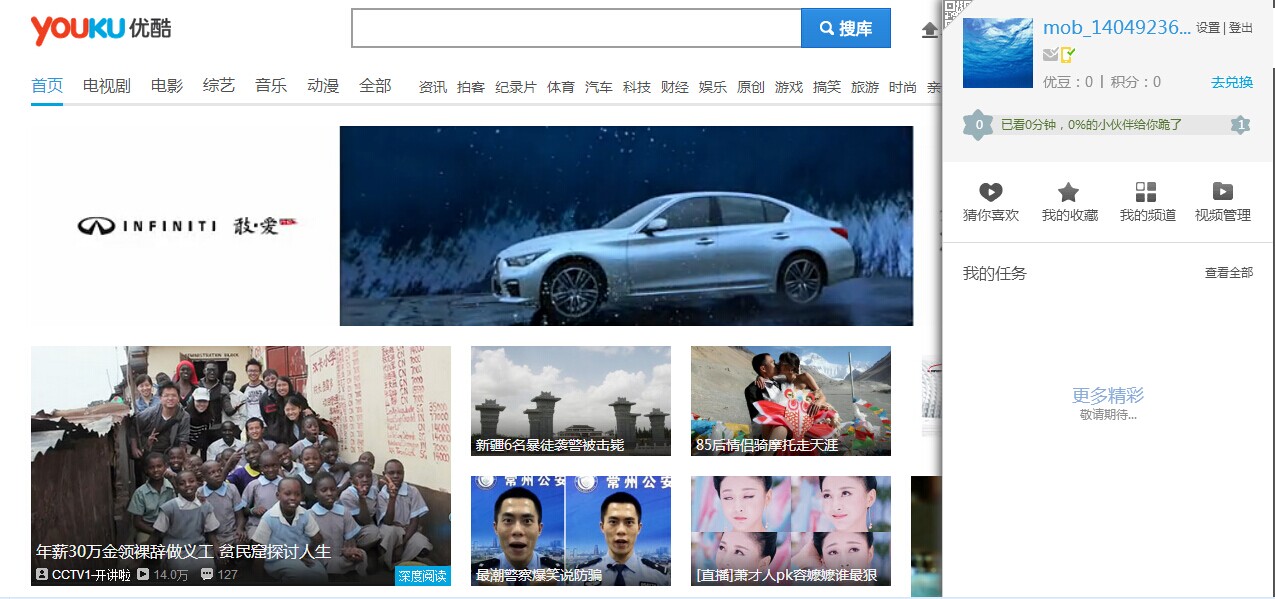 YOUKU 优酷
搜库
mob_14049236... 设置 | 登出
优豆：0 | 积分：0 去兑换
0 已看0分钟，0%的小伙伴给你跪了 1
首页 电视剧 电影 综艺 音乐 动漫 全部 资讯 拍客 纪录片 体育 汽车 科技 财经 娱乐 原创 游戏 搞笑 旅游 时尚 亲
INFINITI 敢·爱
猜你喜欢 我的收藏 我的频道 视频管理
我的任务 查看全部
更多精彩
敬请期待...
年薪30万金领裸辞做义工 贫民窟探讨人生
CCTV1-开讲啦 14.0万 127 深度阅读
新疆6名暴徒袭警被击毙
85后情侣骑摩托走天涯
常州公安 常州公安
最潮警察爆笑说防骗
[直播]萧才人pk容嬷嬷谁最狠